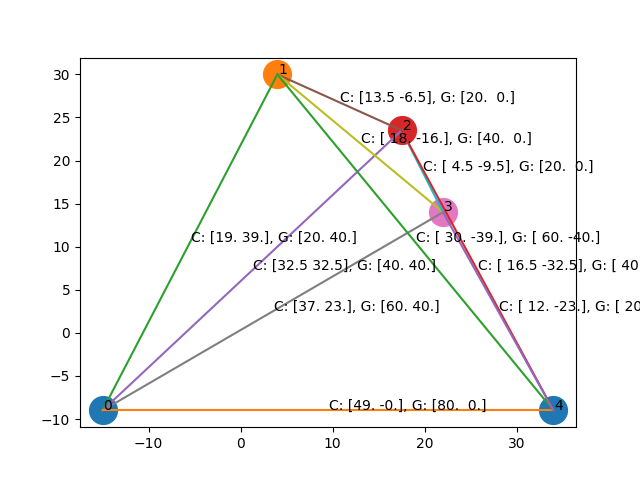 30
25
20
15
10
5
0
−5
−10
−10
0
10
20
30
1
C: [13.5 -6.5], G: [20. 0.]
2
C: [ 18. -16.], G: [40. 0.]
C: [ 4.5 -9.5], G: [20. 0.]
3
C: [19. 39.], G: [20. 40.]
C: [ 30. -39.], G: [ 60. -40.]
C: [32.5 32.5], G: [40. 40.]
C: [ 16.5 -32.5], G: [ 40
C: [37. 23.], G: [60. 40.]
C: [ 12. -23.], G: [ 20
0
C: [49. -0.], G: [80. 0.]
4